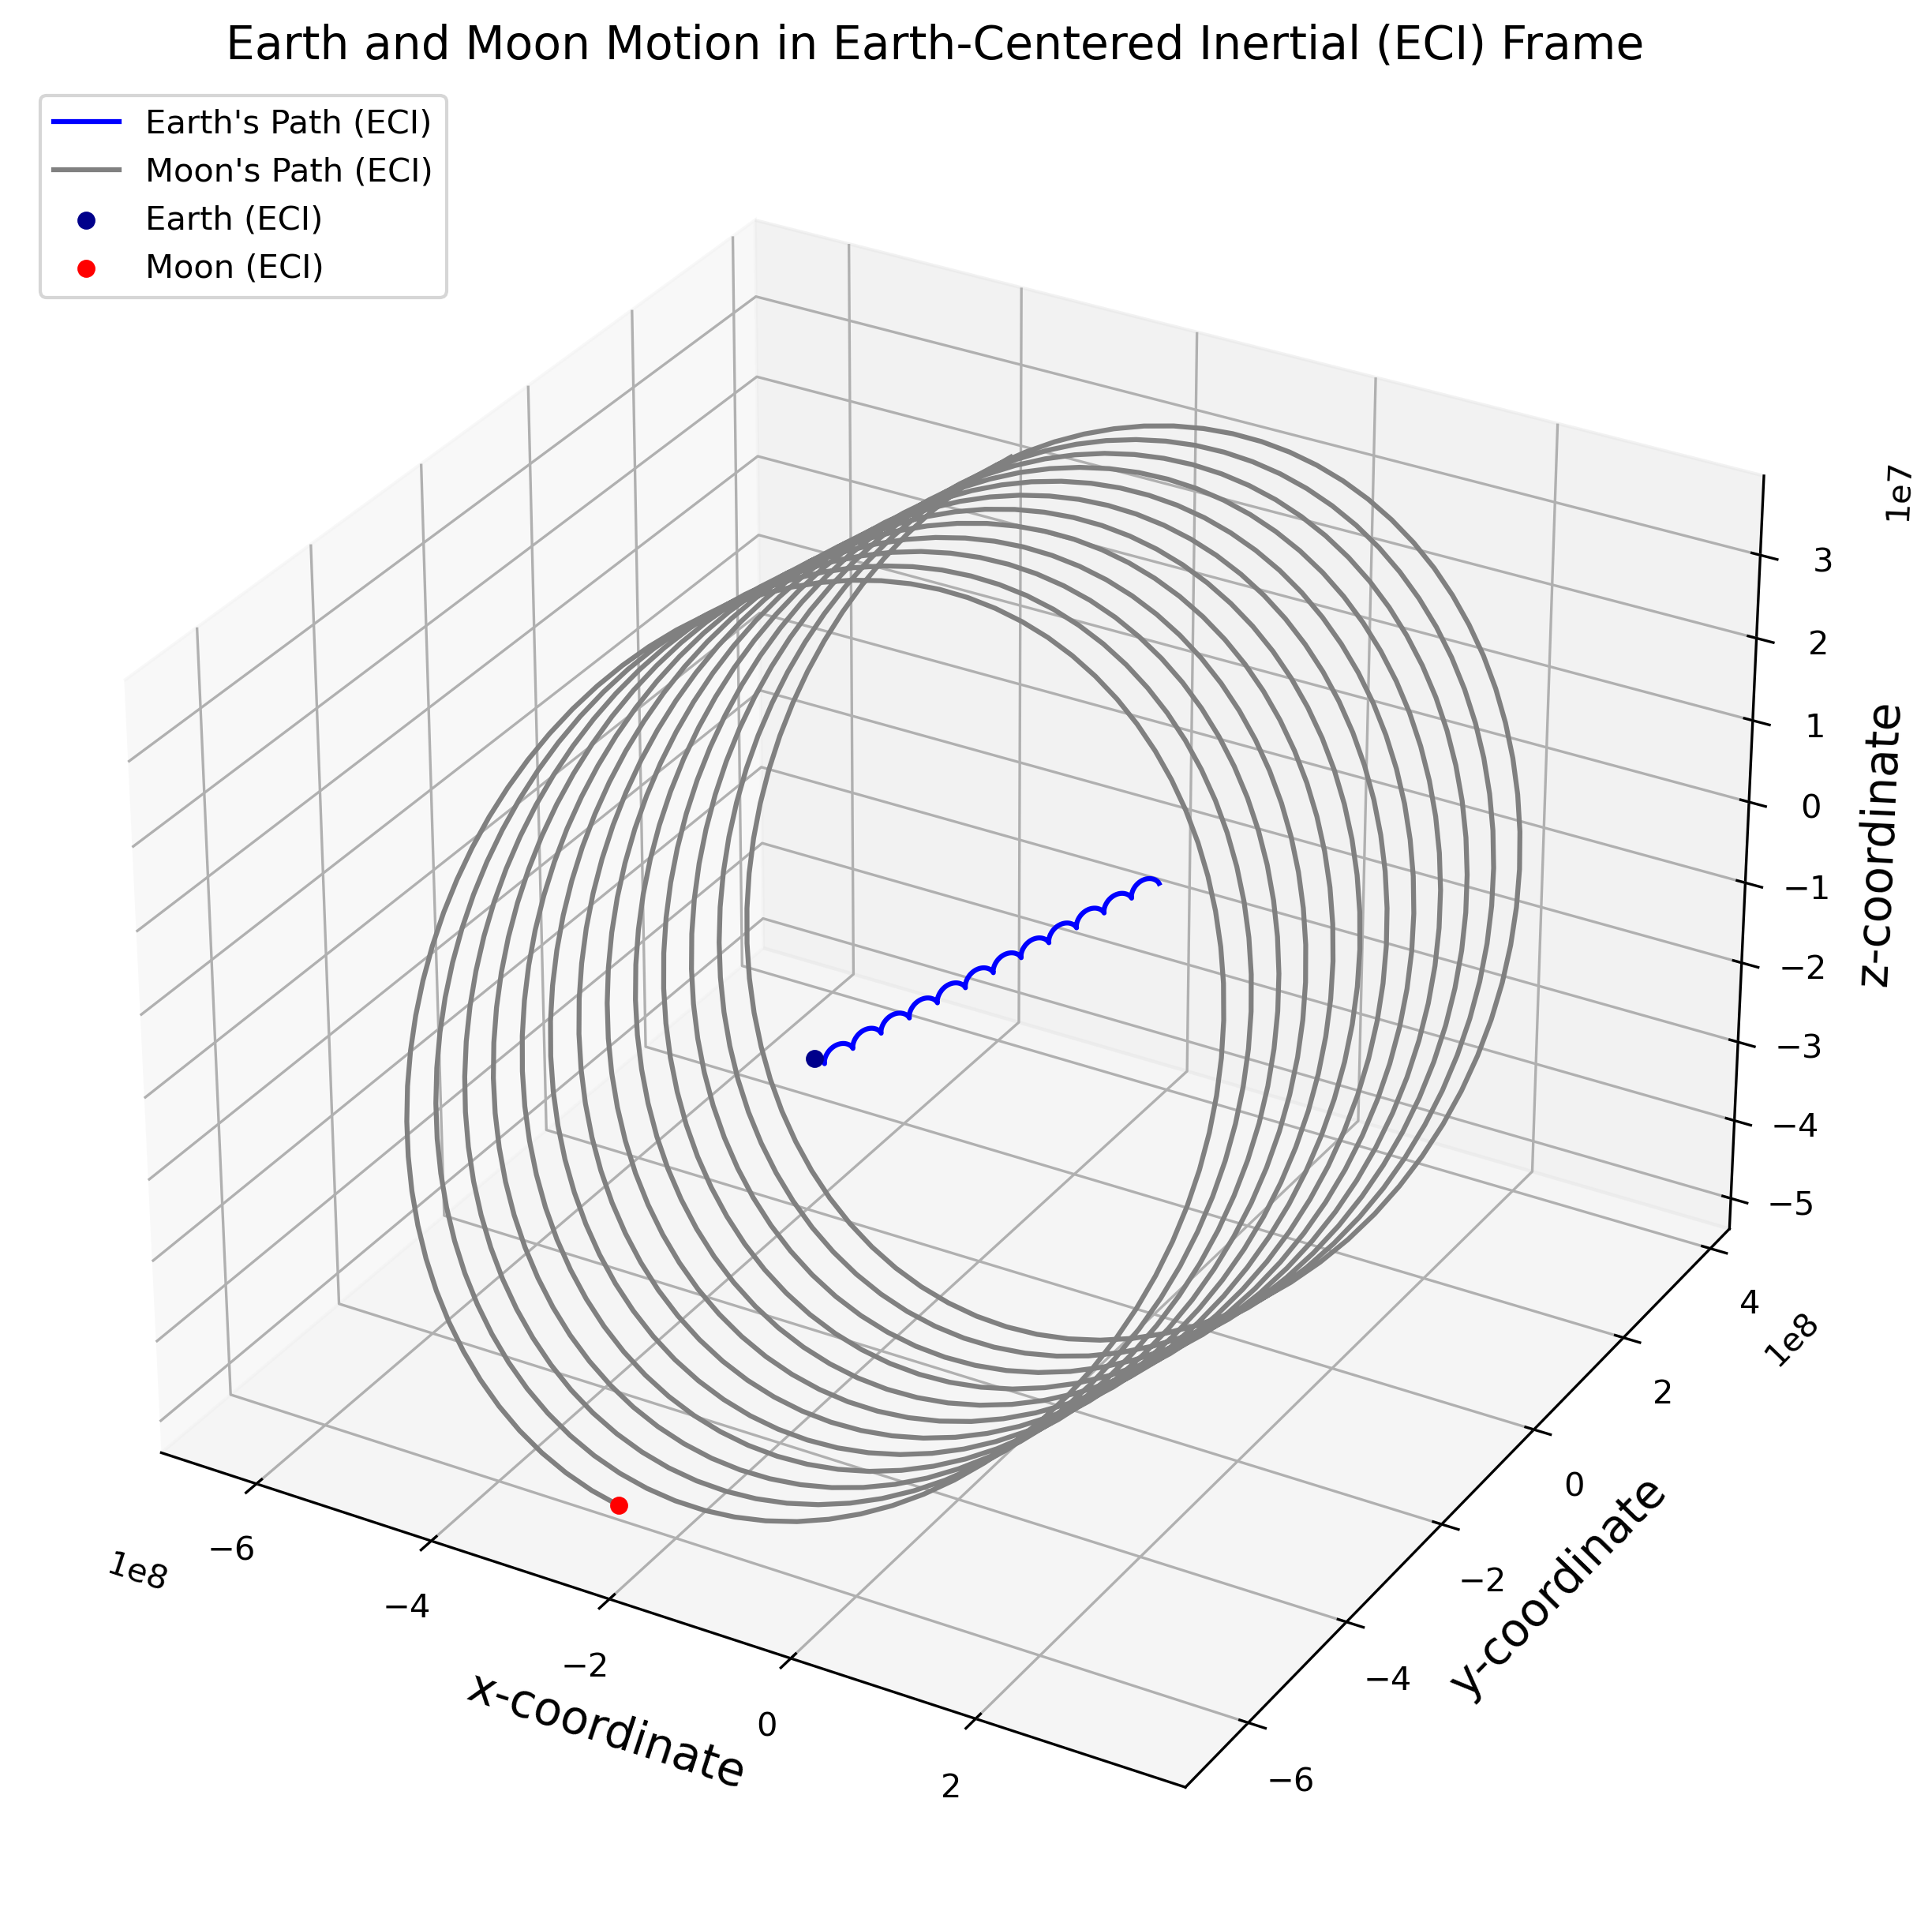 Earth and Moon Motion in Earth-Centered Inertial (ECI) Frame
Earth's Path (ECI)
Moon's Path (ECI)
Earth (ECI)
Moon (ECI)
1e7
3
2
1
0
−1
−2
−3
−4
−5
z-coordinate
4
2
0
−2
−4
−6
1e8
y-coordinate
1e8
−6
−4
−2
0
2
x-coordinate